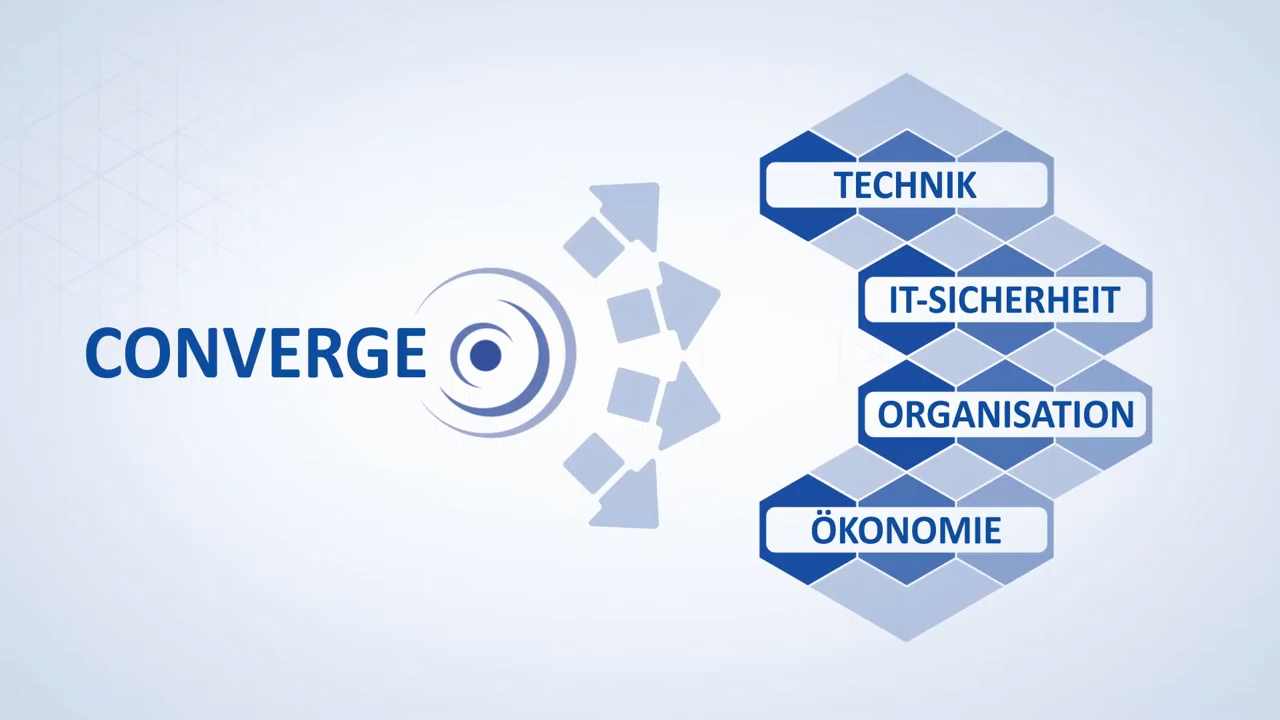 CONVERGE
TECHNIK
IT-SICHERHEIT
ORGANISATION
ÖKONOMIE